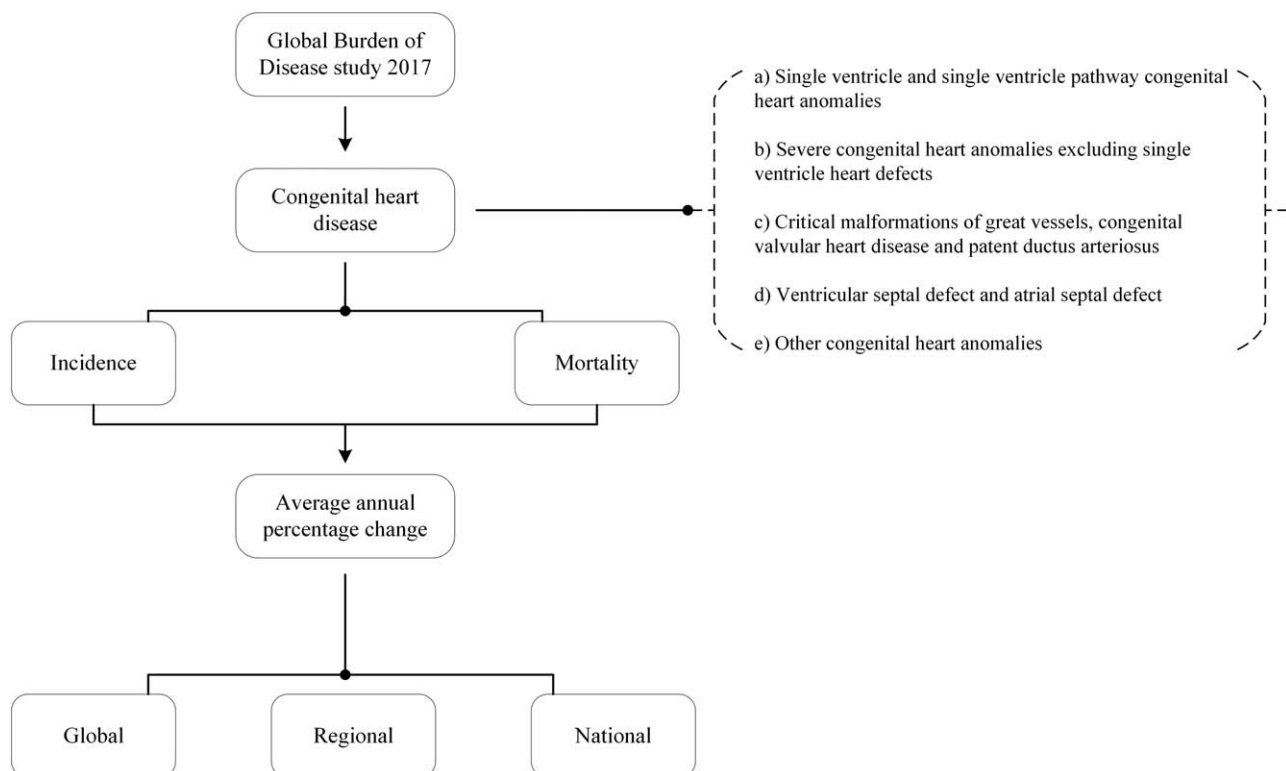 Global Burden of
Disease study 2017
Congenital heart
disease
a) Single ventricle and single ventricle pathway congenital
heart anomalies
b) Severe congenital heart anomalies excluding single
ventricle heart defects
c) Critical malformations of great vessels, congenital
valvular heart disease and patent ductus arteriosus
d) Ventricular septal defect and atrial septal defect
e) Other congenital heart anomalies
Incidence
Mortality
Average annual
percentage change
Global
Regional
National